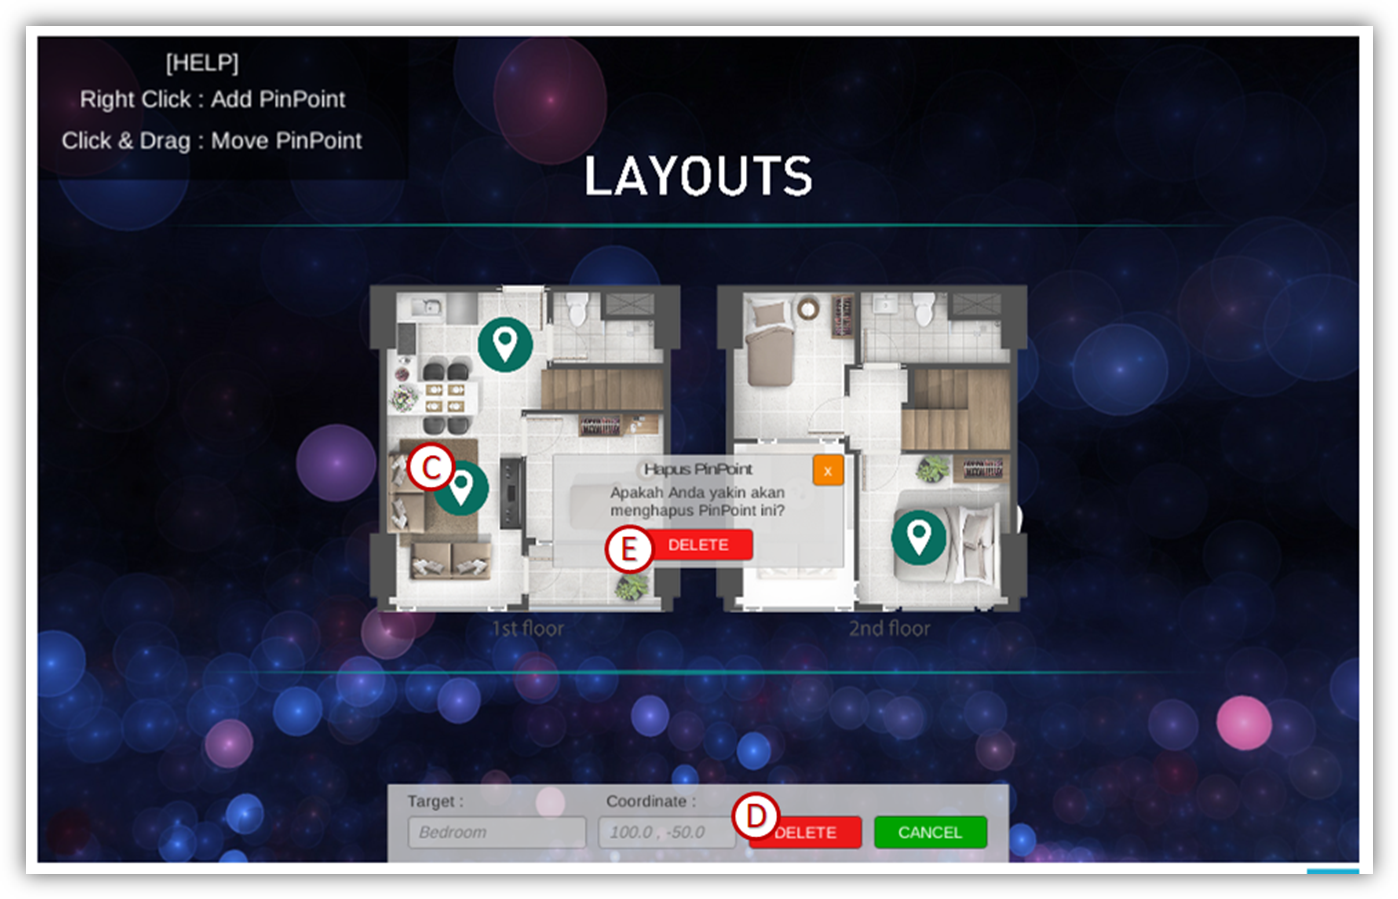 [HELP]
Right Click : Add PinPoint
Click & Drag : Move PinPoint
LAYOUTS
C
Hapus PinPoint
x
Apakah Anda yakin akan
menghapus PinPoint ini?
E
DELETE
1st floor
2nd floor
Target :
Coordinate :
Bedroom
100.0 , -50.0
D
DELETE
CANCEL